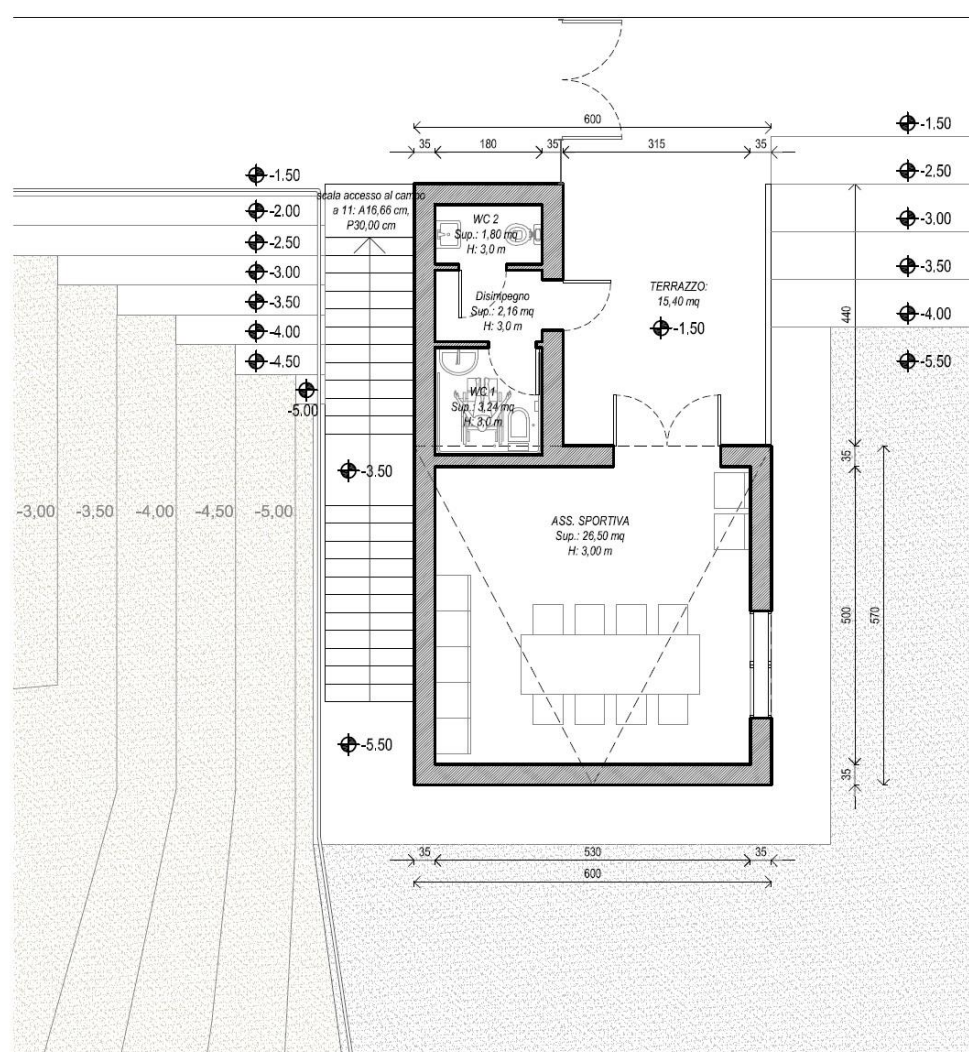 600
35
180
35
315
35
-1.50
-2.50
-3.00
-3.50
-4.00
-5.50
-1.50
-2.00
-2.50
-3.00
-3.50
-4.00
-4.50
-5.00
scala accesso al campo
a 11: A16,66 cm,
P30,00 cm
WC 2
Sup.: 1,80 mq
H: 3,0 m
Disimpegno
Sup.: 2,16 mq
H: 3,0 m
WC 1
Sup.: 3,24 mq
H: 3,0 m
TERRAZZO:
15,40 mq
-1.50
440
35
500
570
35
-3.50
-3,00
-3,50
-4,00
-4,50
-5,00
ASS. SPORTIVA
Sup.: 26,50 mq
H: 3,00 m
-5.50
35
530
35
600